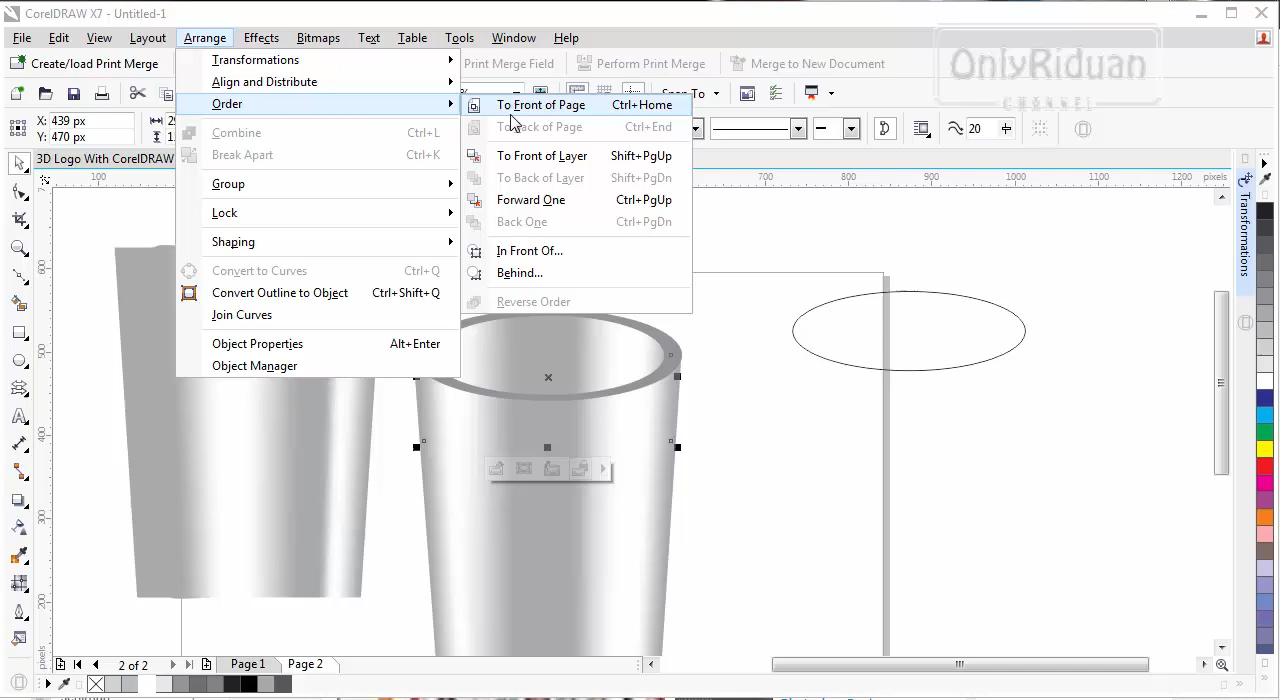 CorelDRAW X7 - Untitled-1
File Edit View Layout Arrange Effects Bitmaps Text Table Tools Window Help
Create/load Print Merge Print Merge Field Perform Print Merge Merge to New Document
OnlyRiduan
CHANNEL
Transformations
Align and Distribute
Order
Combine Ctrl+L
Break Apart Ctrl+K
Group
Lock
Shaping
Convert to Curves Ctrl+Q
Convert Outline to Object Ctrl+Shift+Q
Join Curves
Object Properties Alt+Enter
Object Manager
To Front of Page Ctrl+Home
To Back of Page Ctrl+End
To Front of Layer Shift+PgUp
To Back of Layer Shift+PgDn
Forward One Ctrl+PgUp
Back One Ctrl+PgDn
In Front Of...
Behind...
Reverse Order
X: 439 px
Y: 470 px
20
3D Logo With CorelDRAW
100 700 800 900 1000 1100 1200 pixels
600
500
400
300
200
pixels
Transformations
2 of 2 Page 1 Page 2